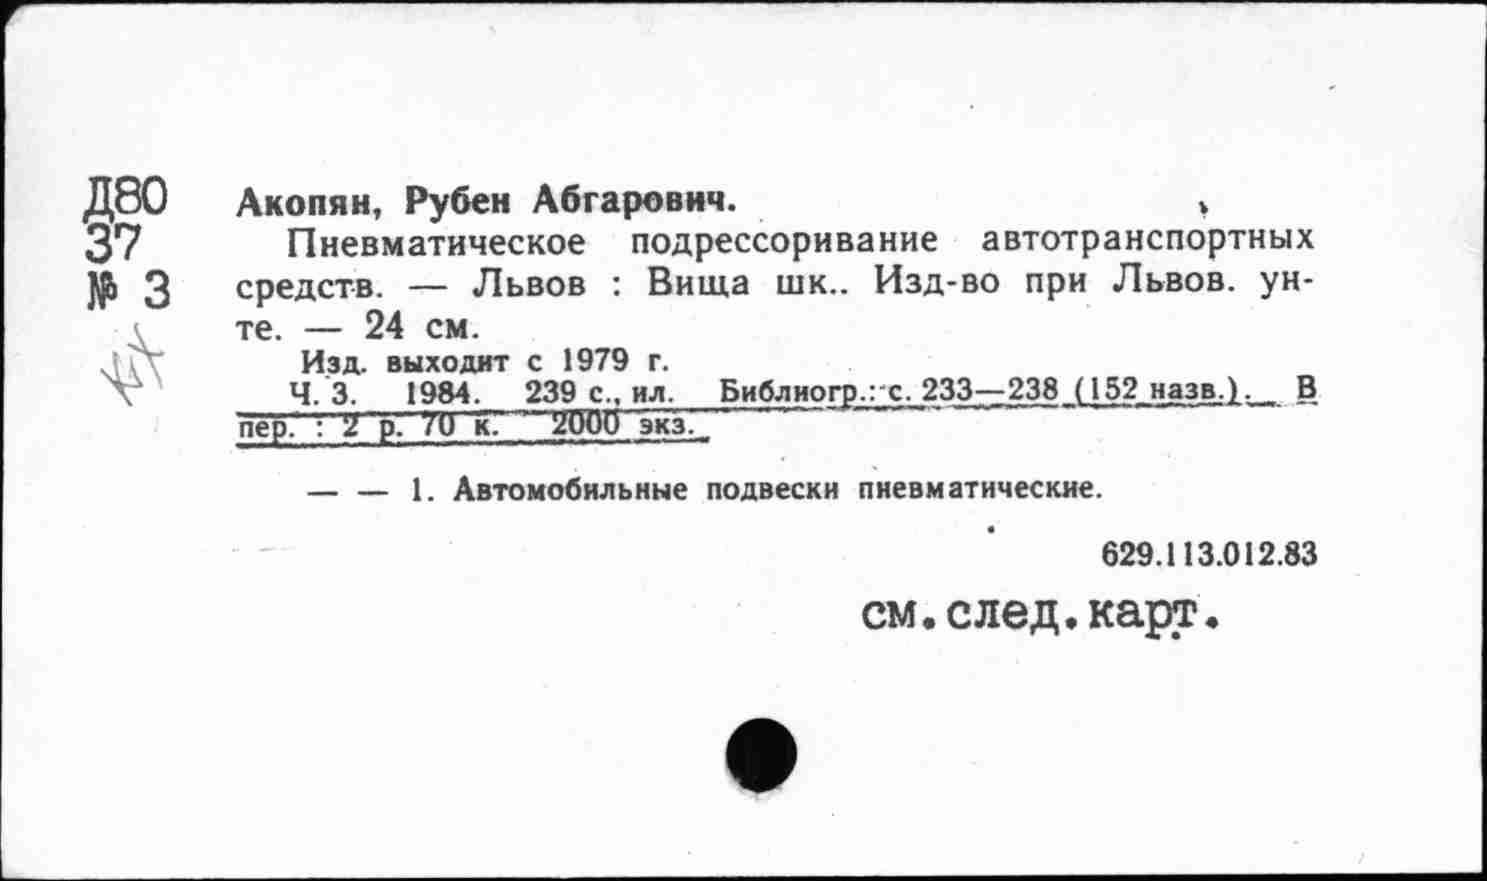 Д80
37
№ 3
Акопян, Рубен Абгарович.
Пневматическое подрессоривание автотранспортных
средств. — Львов : Вища шк.. Изд-во при Львов. ун-
те. — 24 см.
Изд. выходит с 1979 г.
Ч. 3. 1984. 239 с., ил. Библиогр.: с. 233—238 (152 назв.). В
пер. : 2 р. 70 к. 2000 экз.
— — 1. Автомобильные подвески пневматические.
629.113.012.83
см.след.карт.